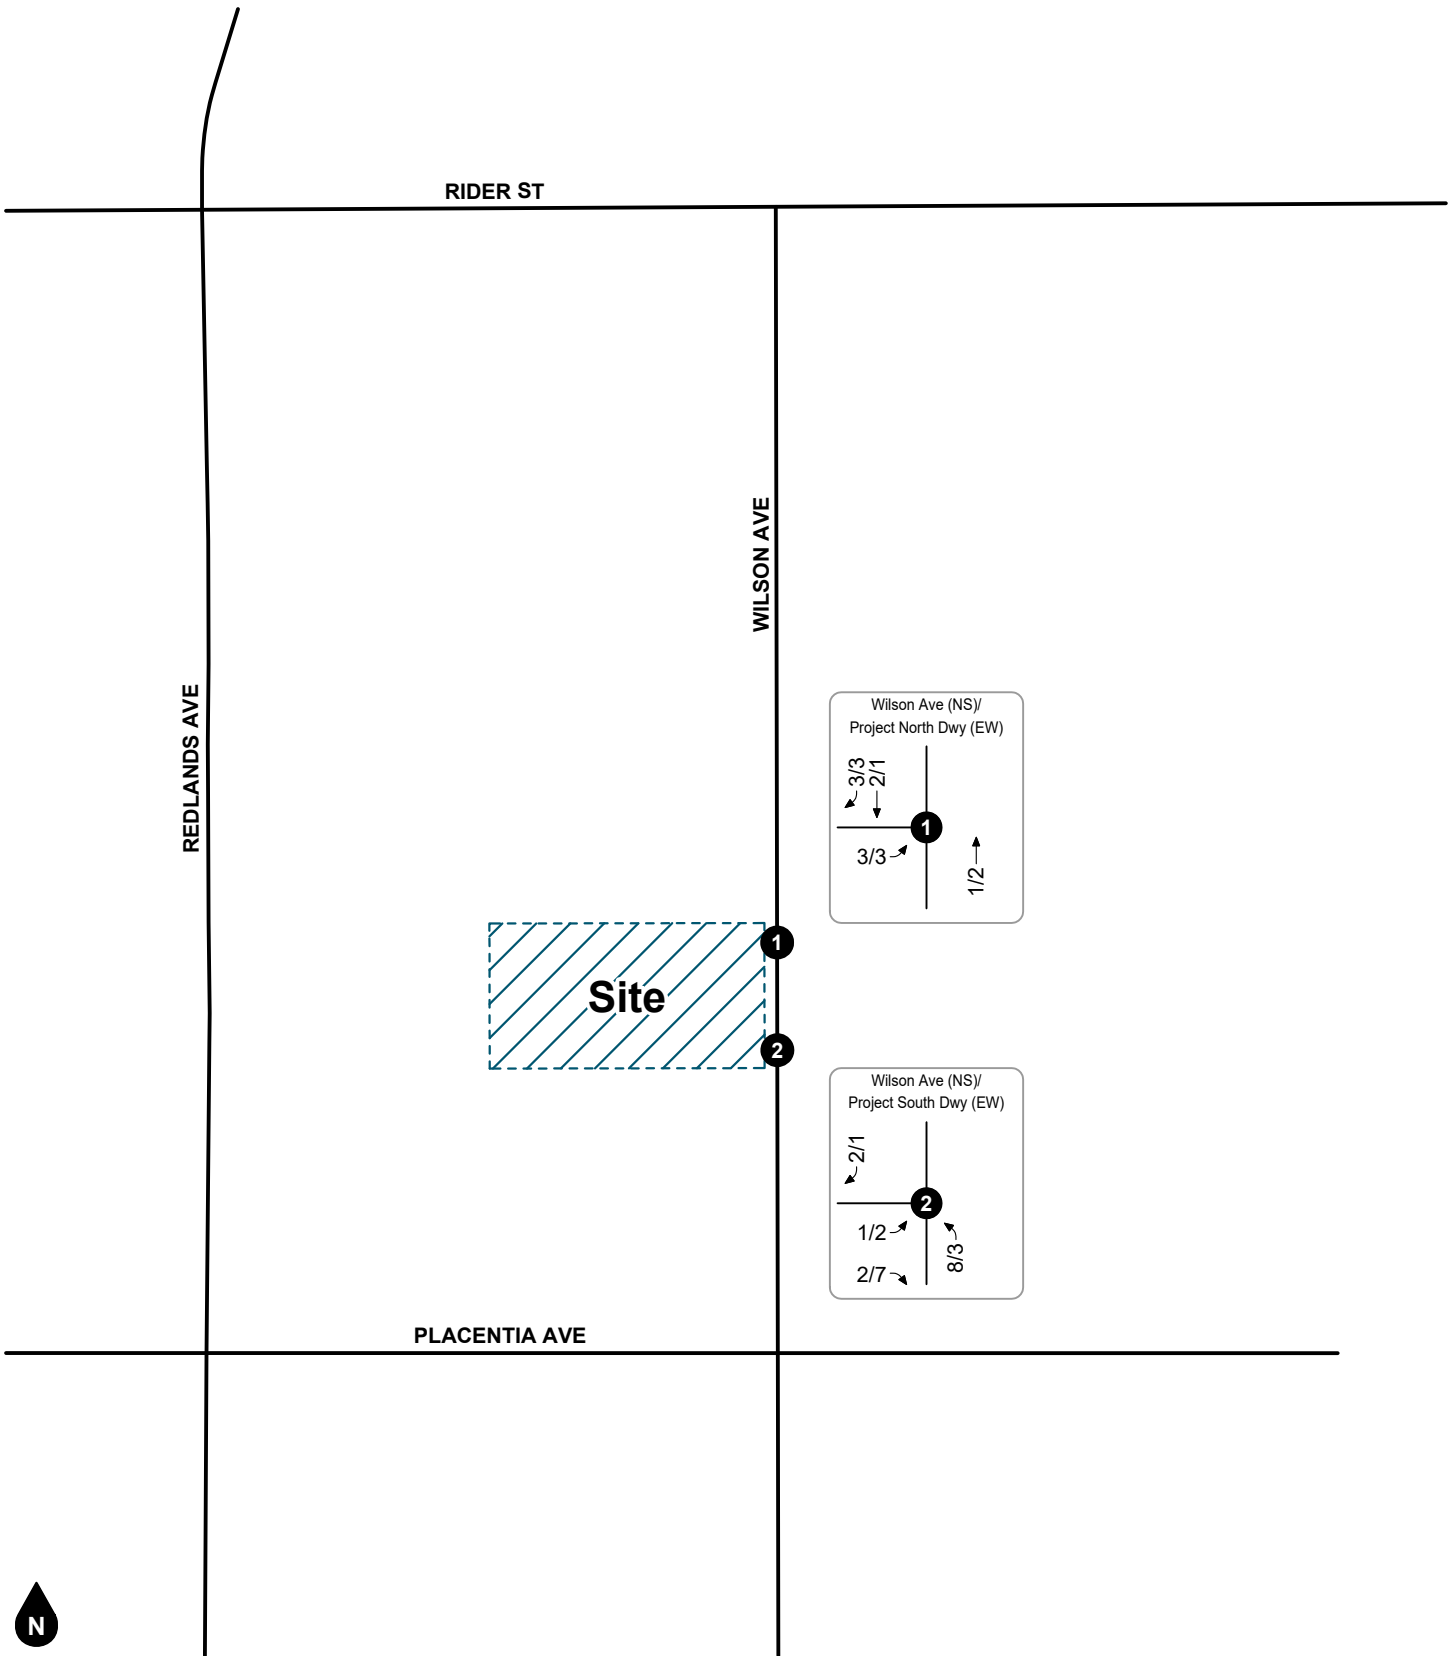 RIDER ST
WILSON AVE
REDLANDS AVE
Wilson Ave (NS)/
Project North Dwy (EW)
3/3
2/1
1
3/3
1/2
1
Site
2
Wilson Ave (NS)/
Project South Dwy (EW)
2/1
2
1/2
8/3
2/7
PLACENTIA AVE
N